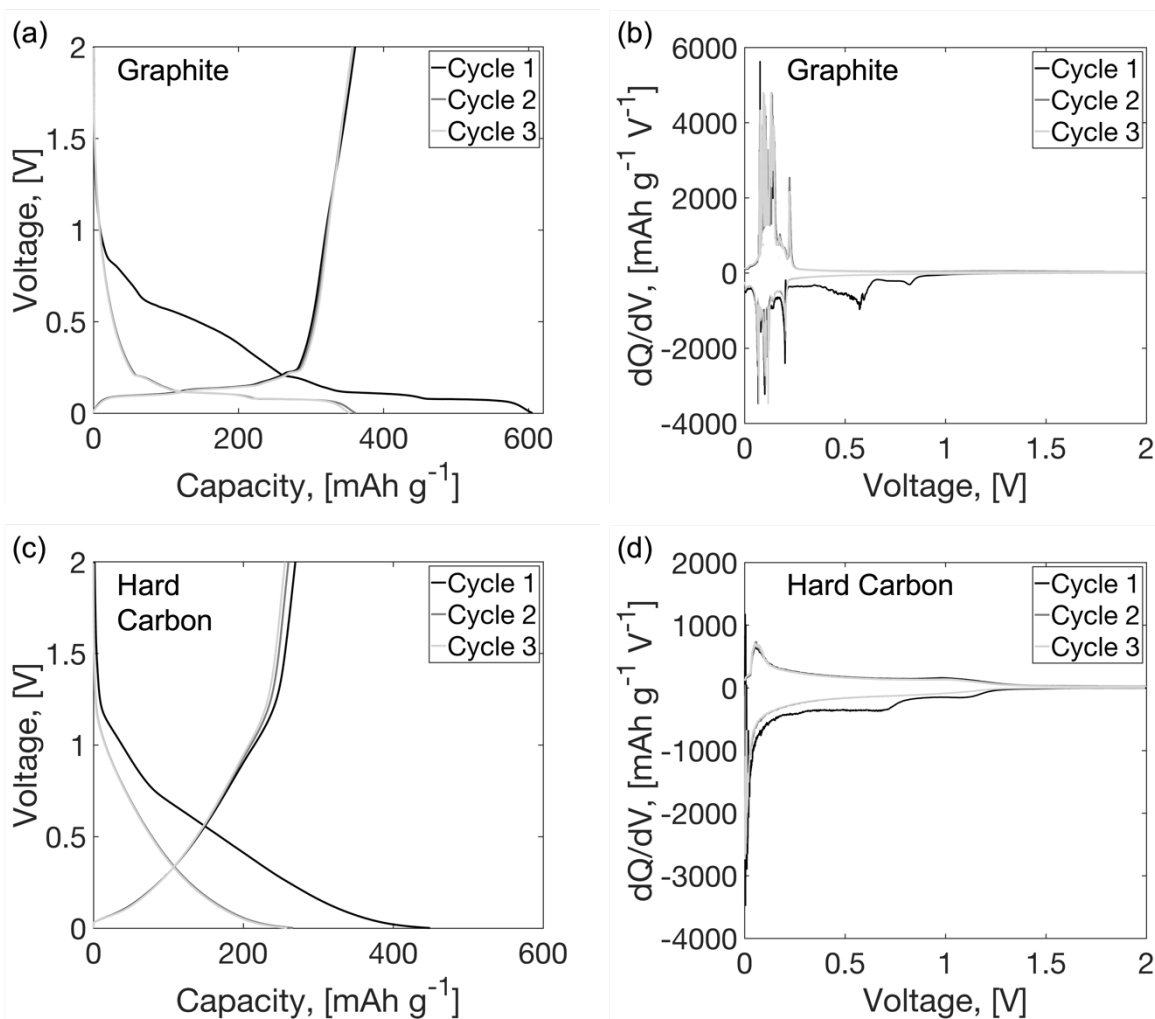 (a)
Graphite
Cycle 1
Cycle 2
Cycle 3
2
1.5
1
0.5
0
Voltage, [V]
0 200 400 600
Capacity, [mAh g⁻¹]
(b)
Graphite
Cycle 1
Cycle 2
Cycle 3
6000
4000
2000
0
-2000
-4000
dQ/dV, [mAh g⁻¹ V⁻¹]
0 0.5 1 1.5 2
Voltage, [V]
(c)
Hard
Carbon
Cycle 1
Cycle 2
Cycle 3
2
1.5
1
0.5
0
Voltage, [V]
0 200 400 600
Capacity, [mAh g⁻¹]
(d)
Hard Carbon
Cycle 1
Cycle 2
Cycle 3
2000
1000
0
-1000
-2000
-3000
-4000
dQ/dV, [mAh g⁻¹ V⁻¹]
0 0.5 1 1.5 2
Voltage, [V]